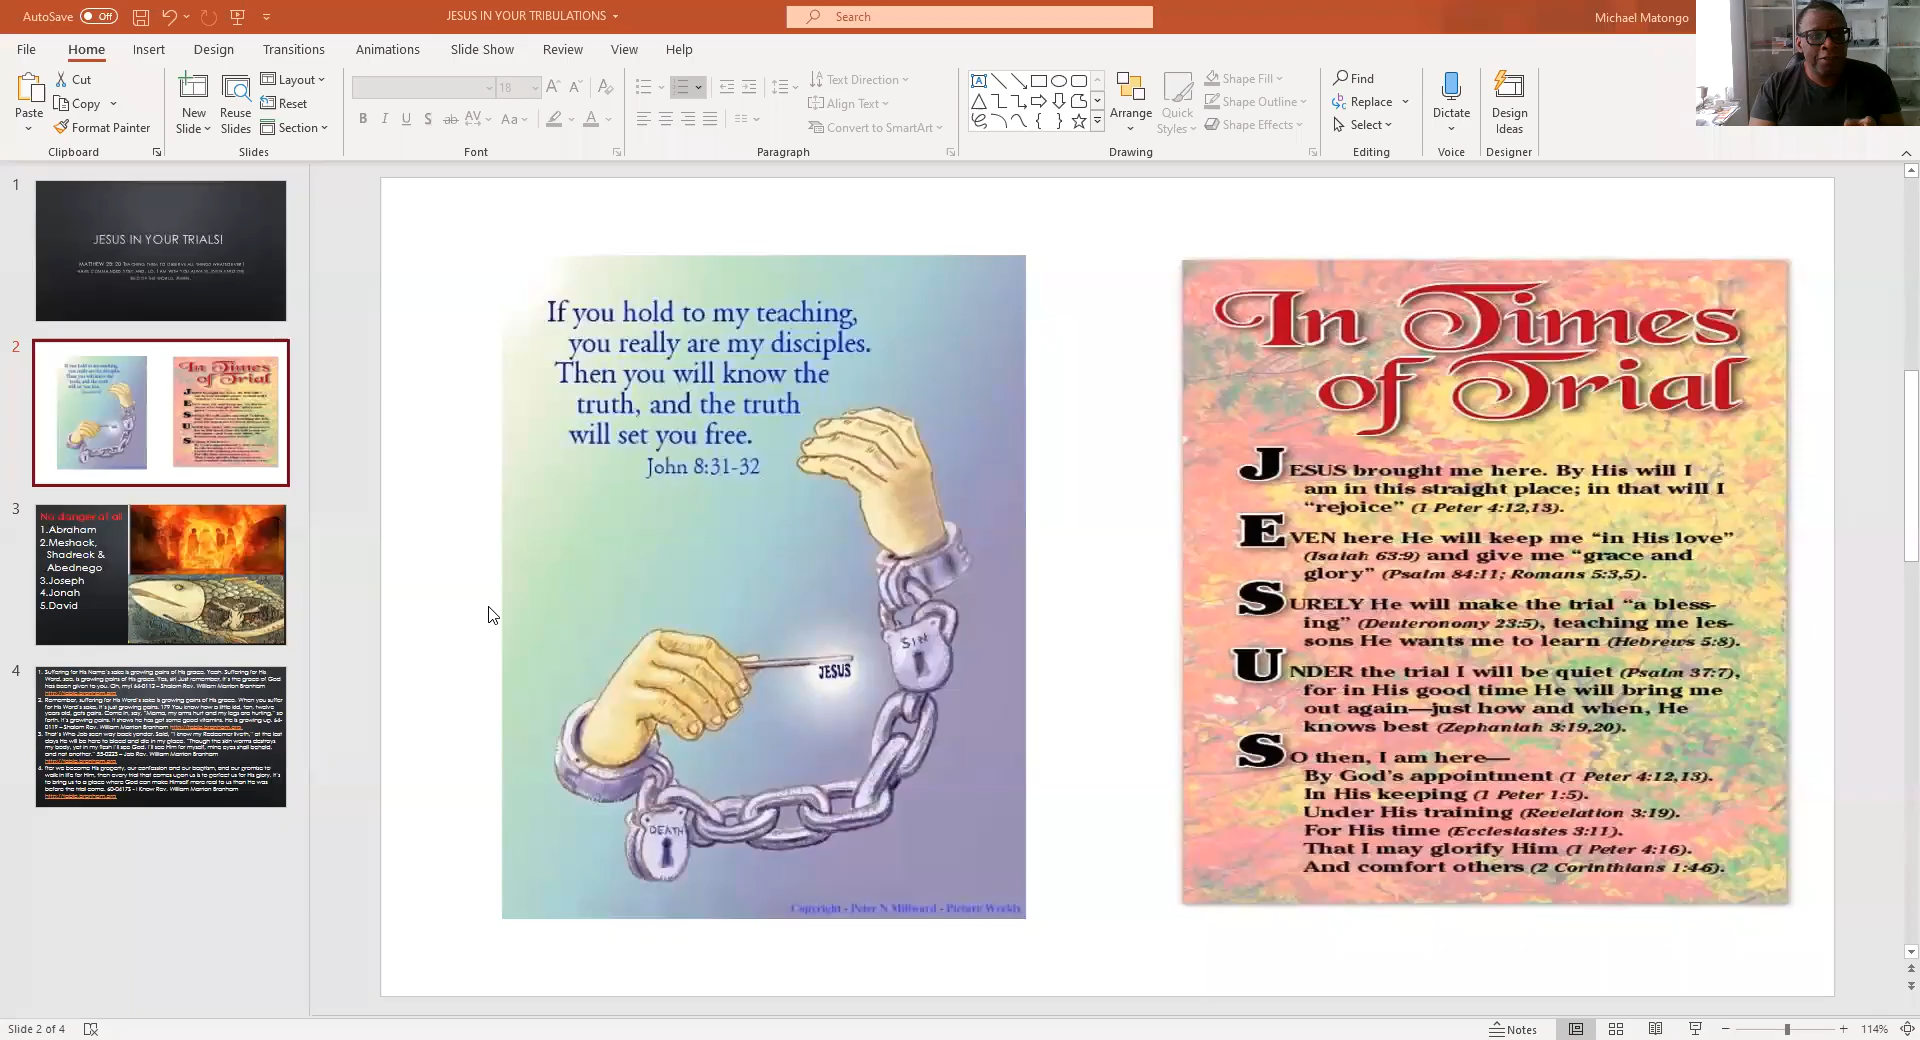 AutoSave Off
JESUS IN YOUR TRIBULATIONS
Search
Michael Matongo
File Home Insert Design Transitions Animations Slide Show Review View Help
Paste
Cut
Copy
Format Painter
Clipboard
New Slide
Reuse Slides
Layout
Reset
Section
Slides
18
B I U S ab AV Aa A
Font
Text Direction
Align Text
Convert to SmartArt
Paragraph
Arrange
Quick Styles
Shape Fill
Shape Outline
Shape Effects
Drawing
Find
Replace
Select
Editing
Dictate
Voice
Design Ideas
Designer
1
JESUS IN YOUR TRIALS!
2
3
No danger at all
1.Abraham
2.Meshack,
Shadreck &
Abednego
3.Joseph
4.Jonah
5.David
4
If you hold to my teaching,
you really are my disciples.
Then you will know the
truth, and the truth
will set you free.
John 8:31-32
SIN
JESUS
DEATH
Copyright - Peter N Millward - Picture Weekly
In Times
of Trial
JESUS brought me here. By His will I
am in this straight place; in that will I
“rejoice” (1 Peter 4:12,13).
EVEN here He will keep me “in His love”
(Isaiah 63:9) and give me “grace and
glory” (Psalm 84:11; Romans 5:3,5).
SURELY He will make the trial “a bless-
ing” (Deuteronomy 23:5), teaching me les-
sons He wants me to learn (Hebrews 5:8).
UNDER the trial I will be quiet (Psalm 37:7),
for in His good time He will bring me
out again—just how and when, He
knows best (Zephaniah 3:19,20).
SO then, I am here—
By God’s appointment (1 Peter 4:12,13).
In His keeping (1 Peter 1:5).
Under His training (Revelation 3:19).
For His time (Ecclesiastes 3:11).
That I may glorify Him (1 Peter 4:16).
And comfort others (2 Corinthians 1:4-6).
Slide 2 of 4
Notes
114%